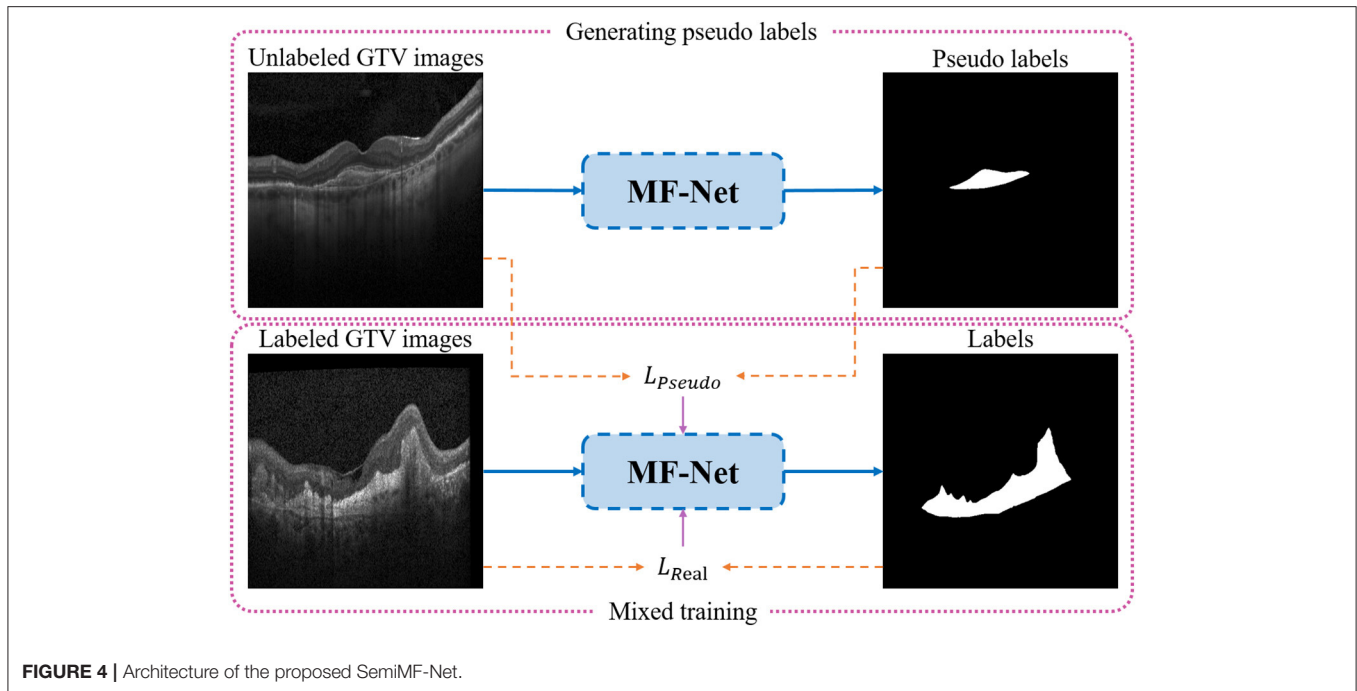 Generating pseudo labels
Unlabeled GTV images
Pseudo labels
MF-Net
Labeled GTV images
Labels
L_Pseudo
MF-Net
L_Real
Mixed training
FIGURE 4 | Architecture of the proposed SemiMF-Net.